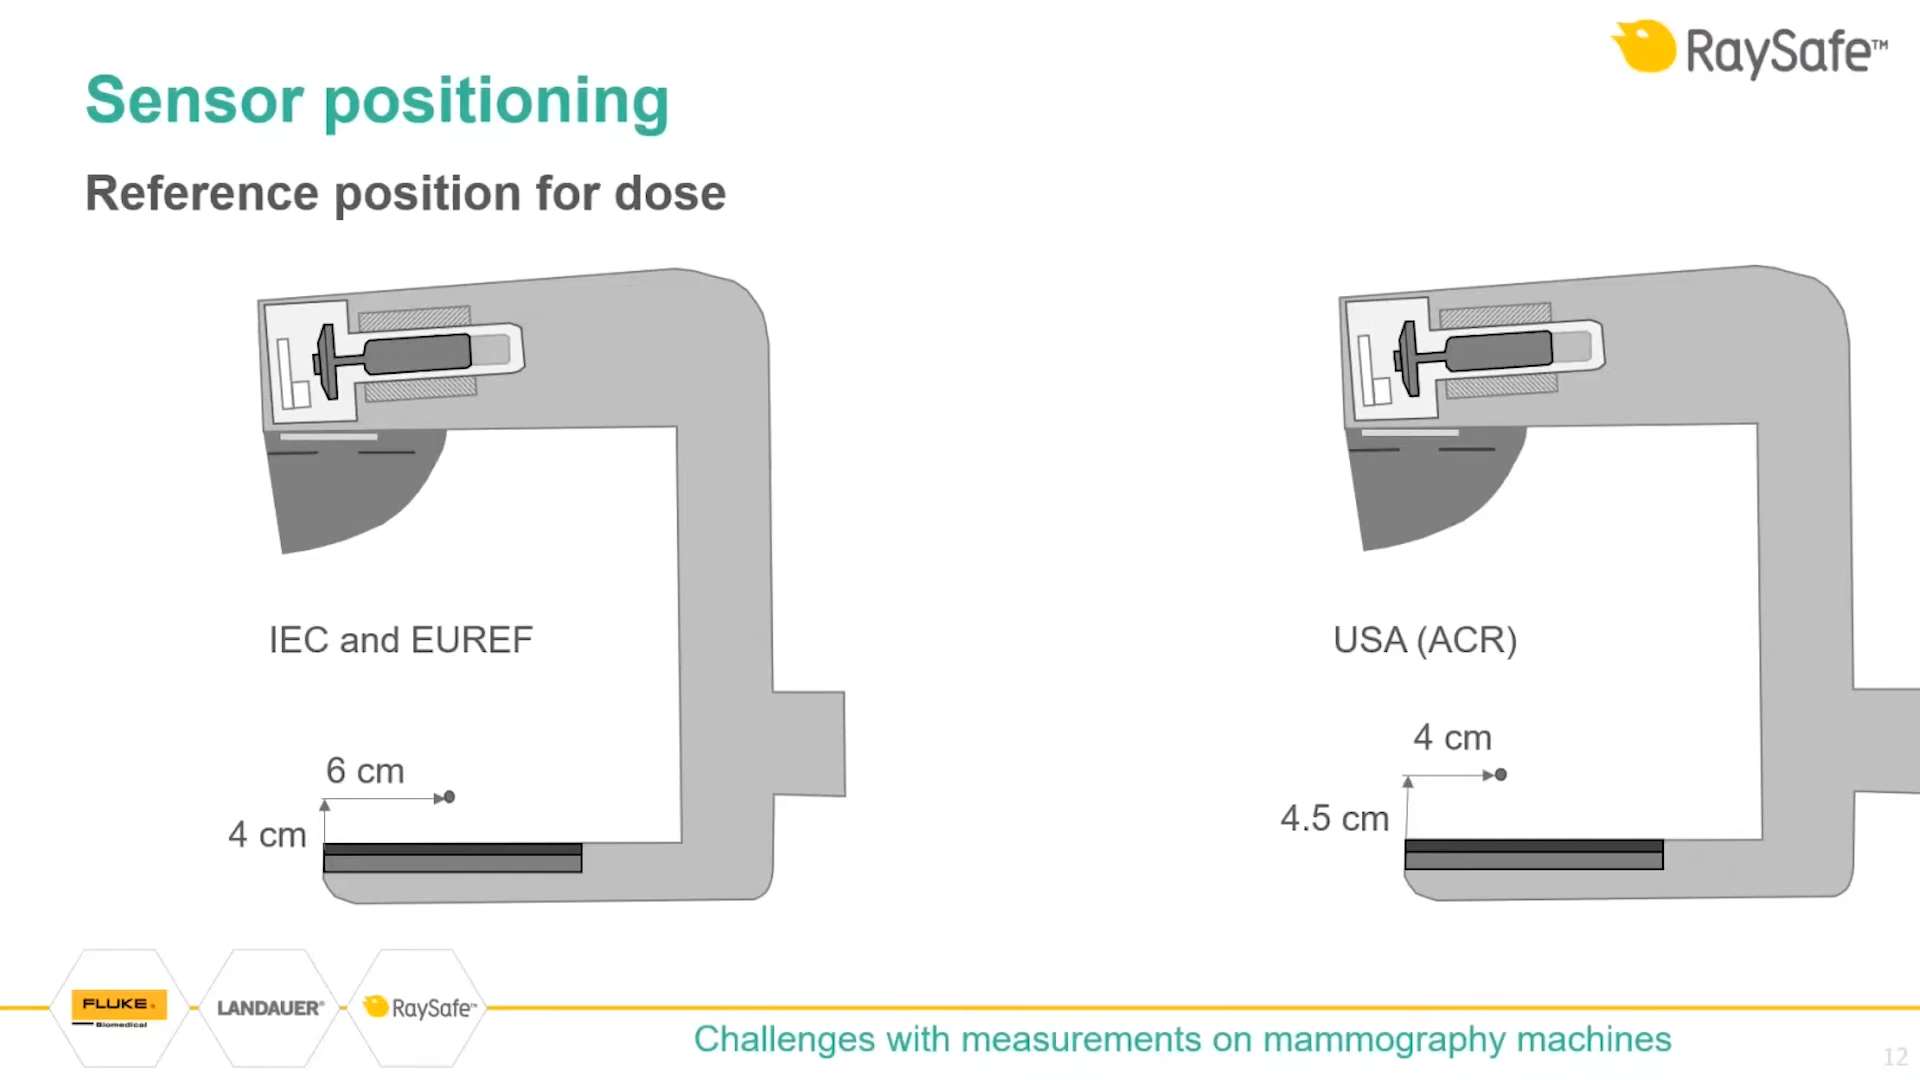 RaySafe™
Sensor positioning
Reference position for dose
IEC and EUREF
USA (ACR)
6 cm
4 cm
4 cm
4.5 cm
FLUKE®
Biomedical
LANDAUER®
RaySafe™
Challenges with measurements on mammography machines
12